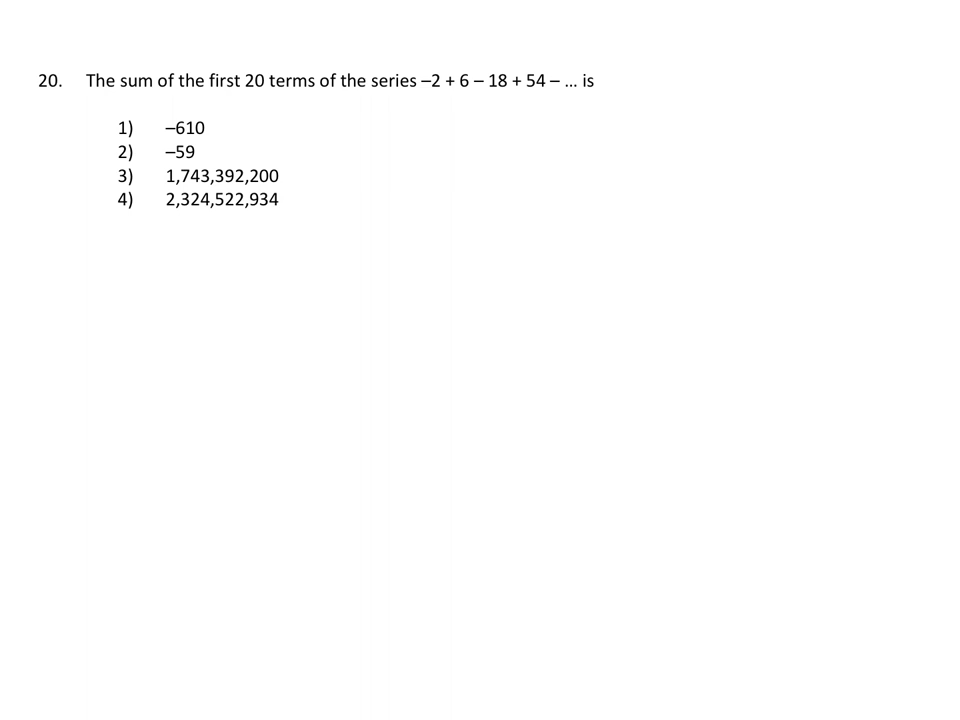 20. The sum of the first 20 terms of the series –2 + 6 – 18 + 54 – … is
1) –610
2) –59
3) 1,743,392,200
4) 2,324,522,934